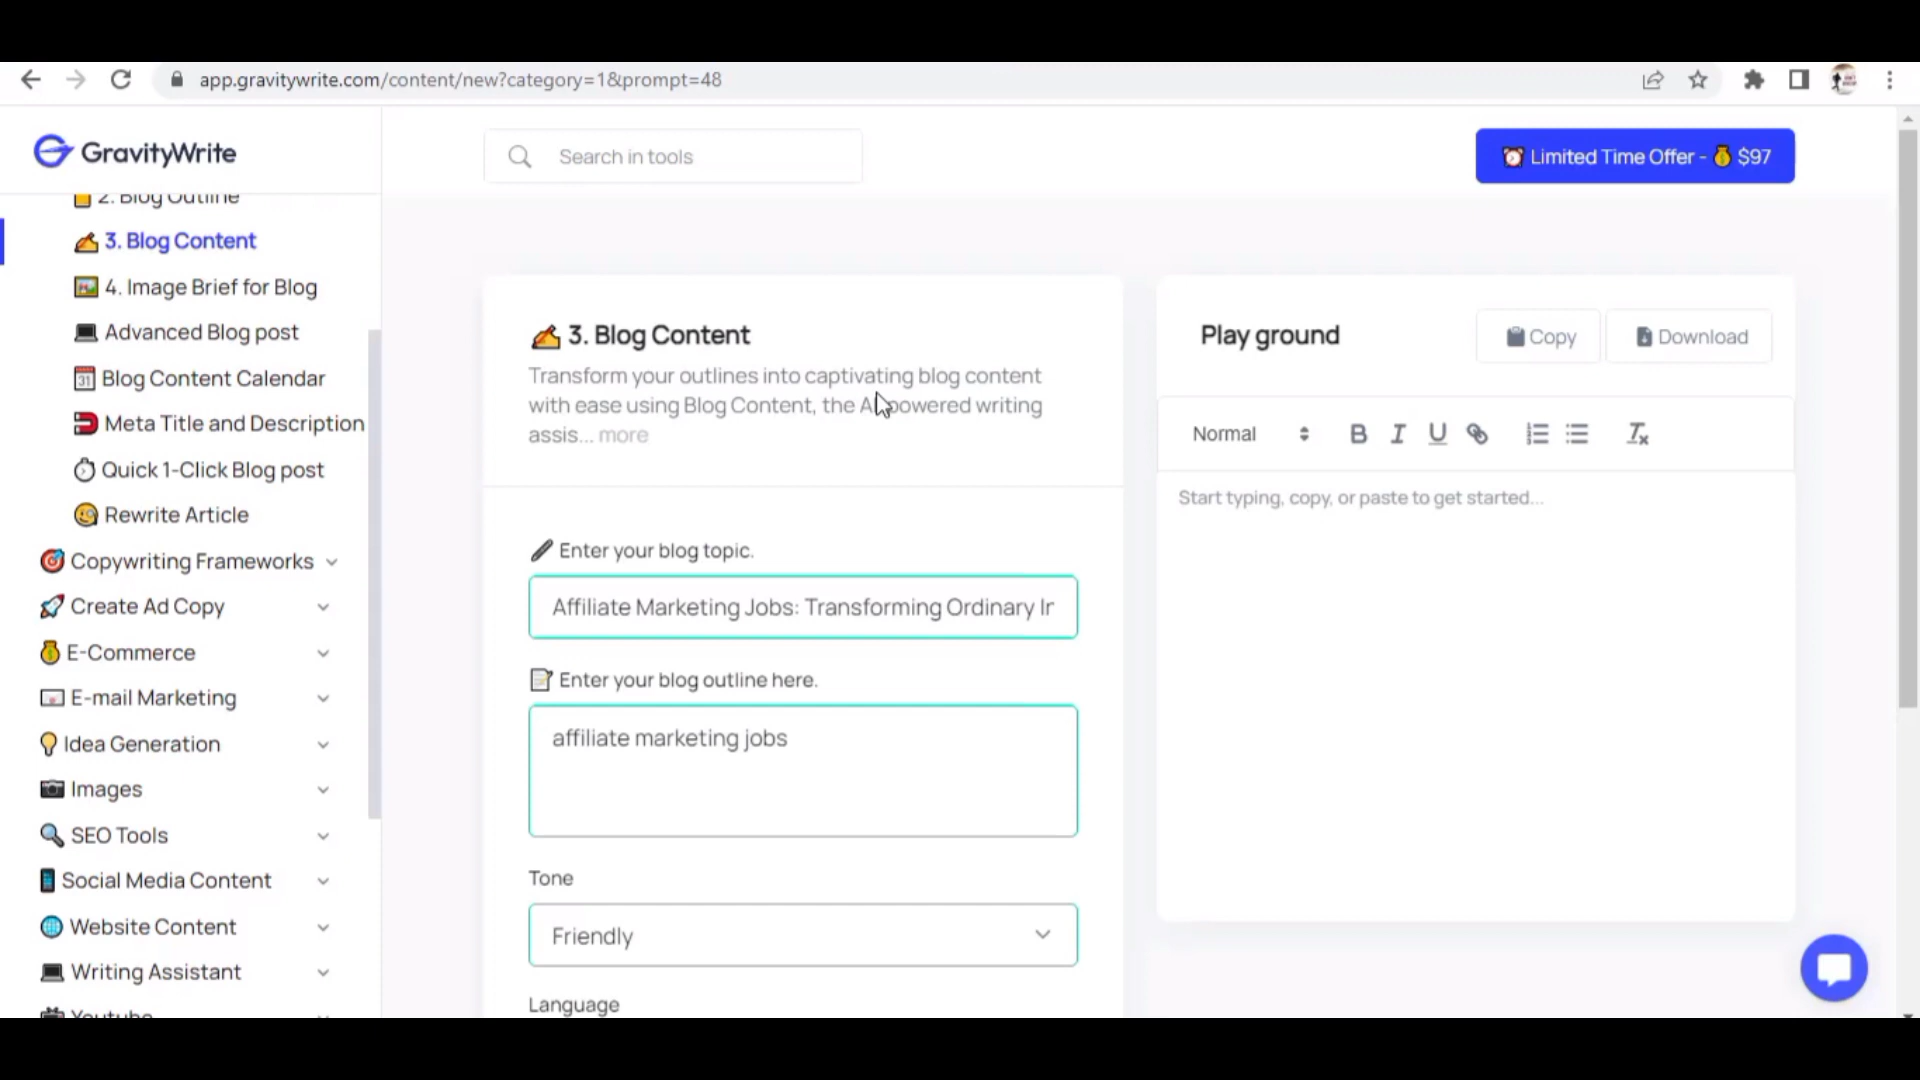 app.gravitywrite.com/content/new?category=1&prompt=48
GravityWrite
Search in tools
Limited Time Offer - $97
2. Blog Outline
3. Blog Content
4. Image Brief for Blog
Advanced Blog post
Blog Content Calendar
Meta Title and Description
Quick 1-Click Blog post
Rewrite Article
Copywriting Frameworks
Create Ad Copy
E-Commerce
E-mail Marketing
Idea Generation
Images
SEO Tools
Social Media Content
Website Content
Writing Assistant
Youtube
3. Blog Content
Transform your outlines into captivating blog content
with ease using Blog Content, the AI-powered writing
assis... more
Enter your blog topic.
Affiliate Marketing Jobs: Transforming Ordinary Ir
Enter your blog outline here.
affiliate marketing jobs
Tone
Friendly
Language
Play ground
Copy
Download
Normal
Start typing, copy, or paste to get started...